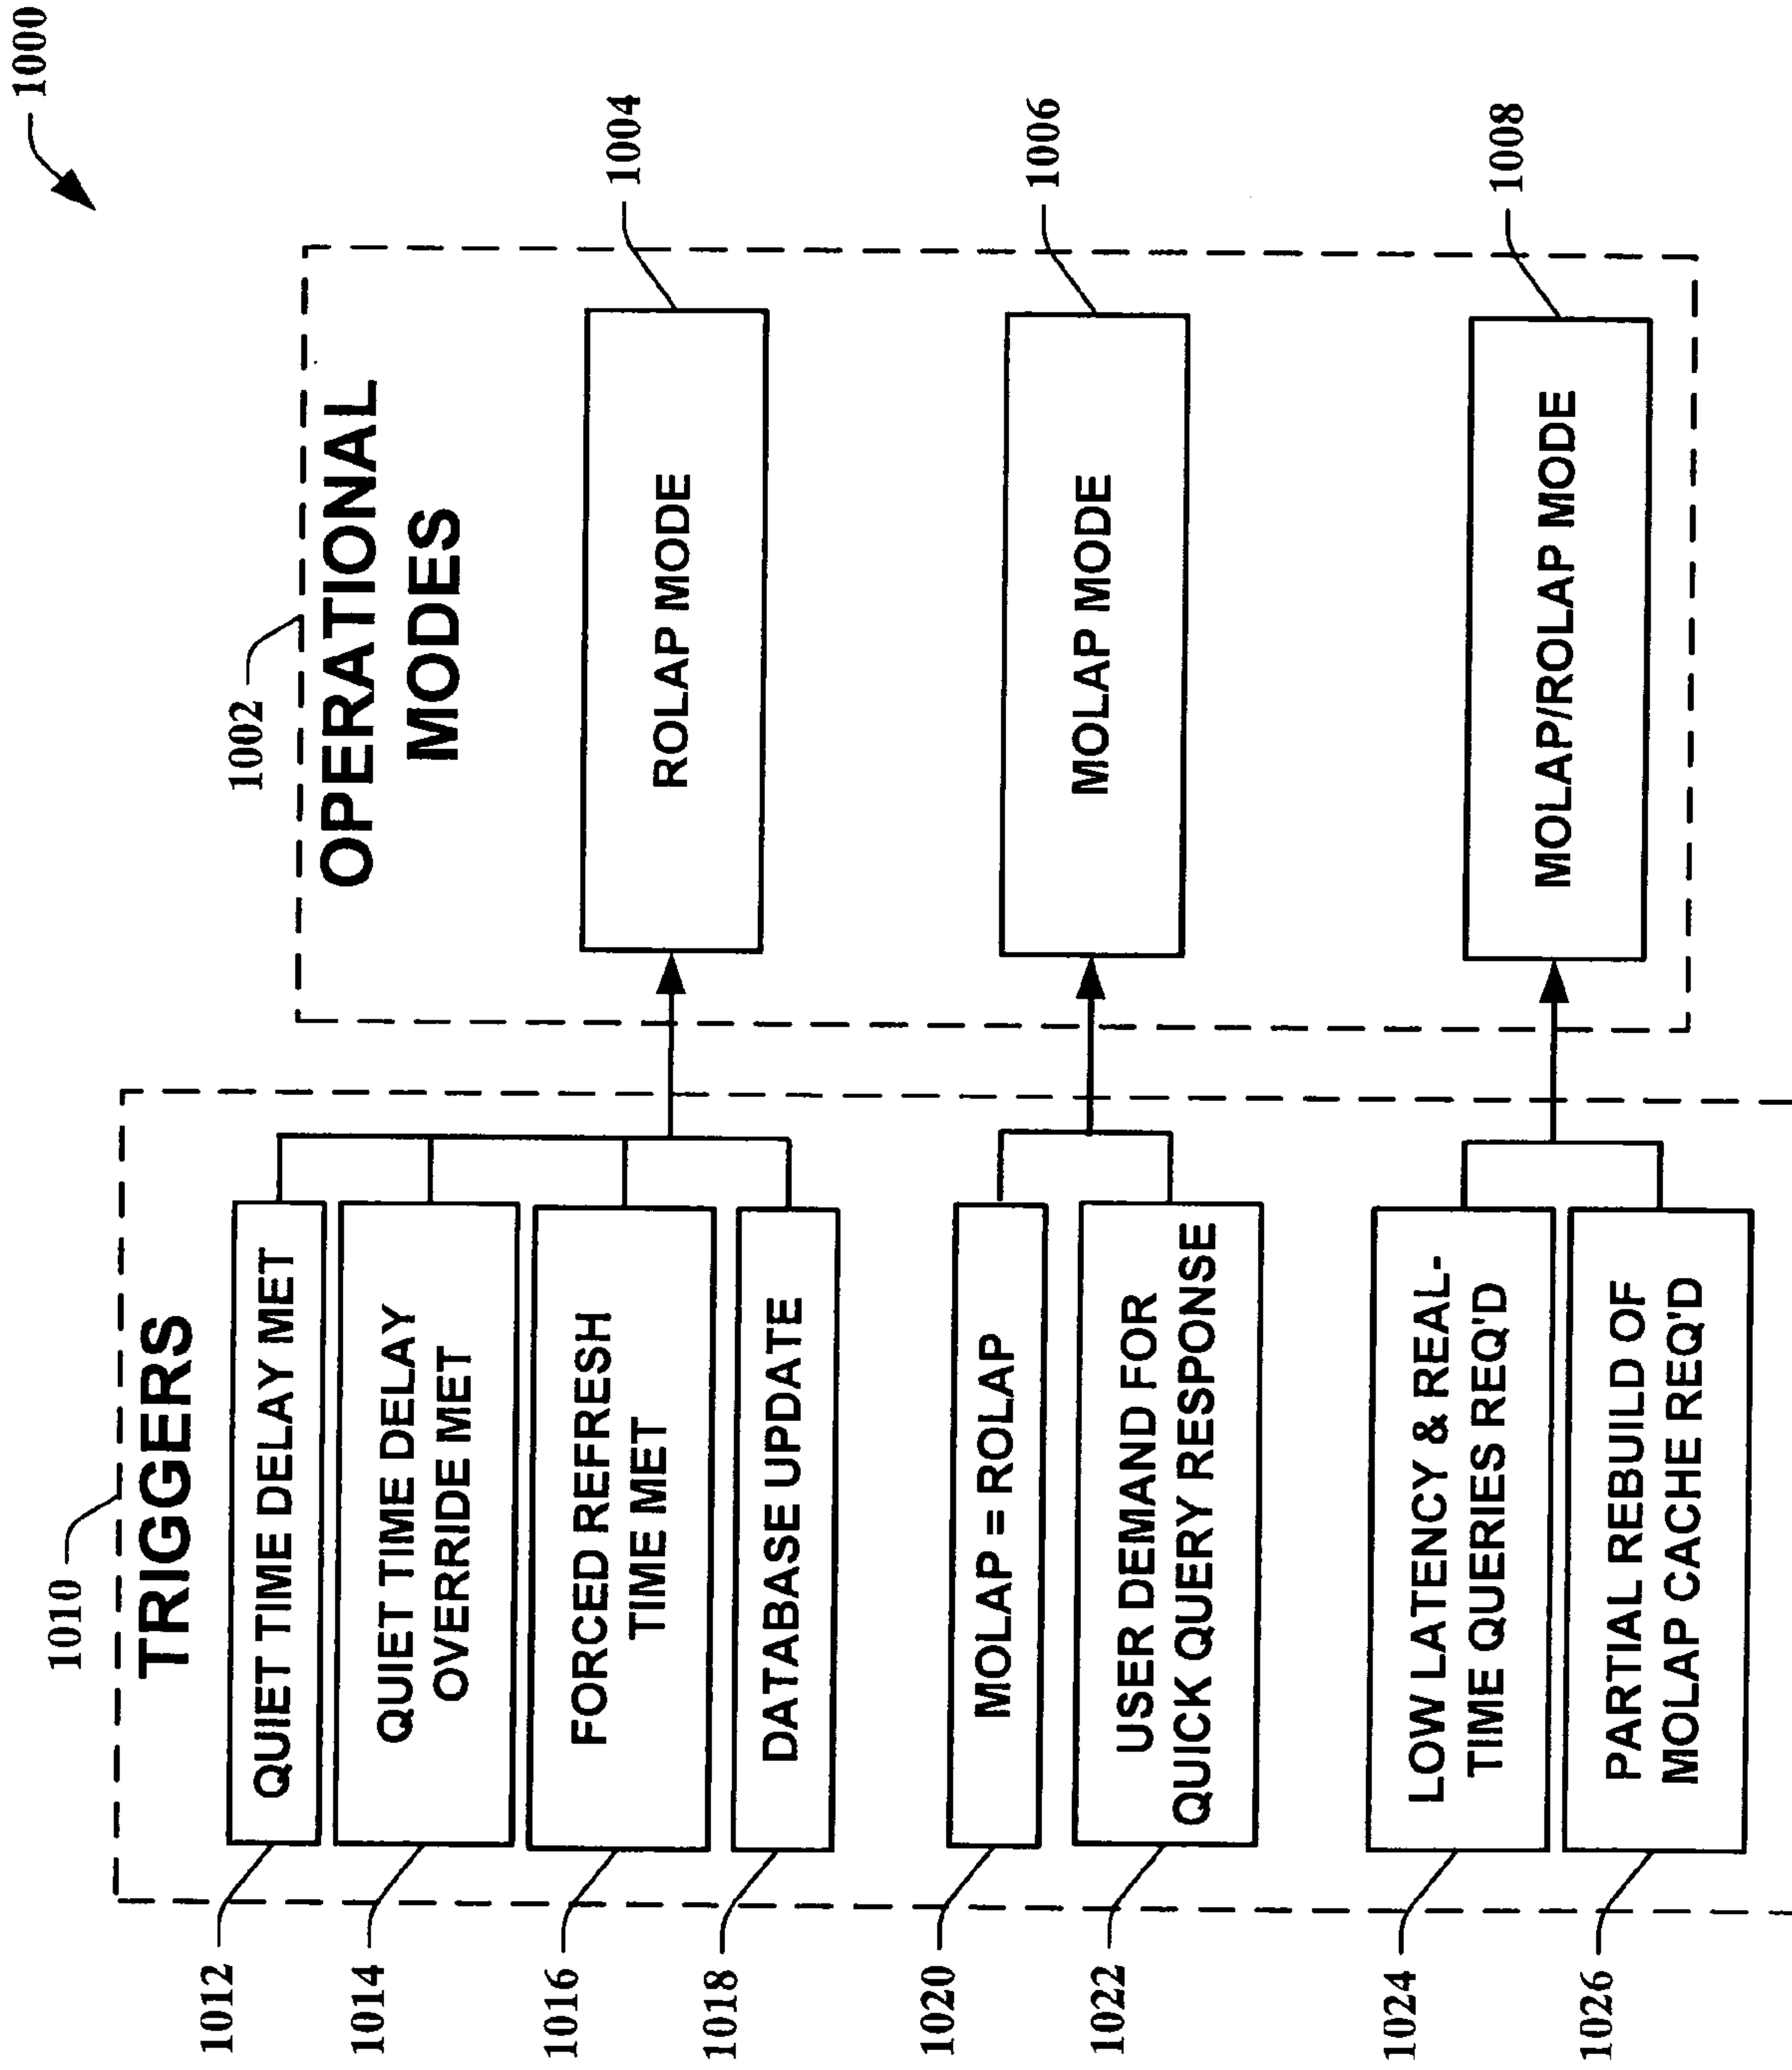 1000
1010
TRIGGERS
1012
QUIET TIME DELAY MET
1014
QUIET TIME DELAY
OVERRIDE MET
1016
FORCED REFRESH
TIME MET
1018
DATABASE UPDATE
1020
MOLAP = ROLAP
1022
USER DEMAND FOR
QUICK QUERY RESPONSE
1024
LOW LATENCY & REAL-
TIME QUERIES REQ'D
1026
PARTIAL REBUILD OF
MOLAP CACHE REQ'D
1002
OPERATIONAL
MODES
ROLAP MODE
1004
MOLAP MODE
1006
MOLAP/ROLAP MODE
1008